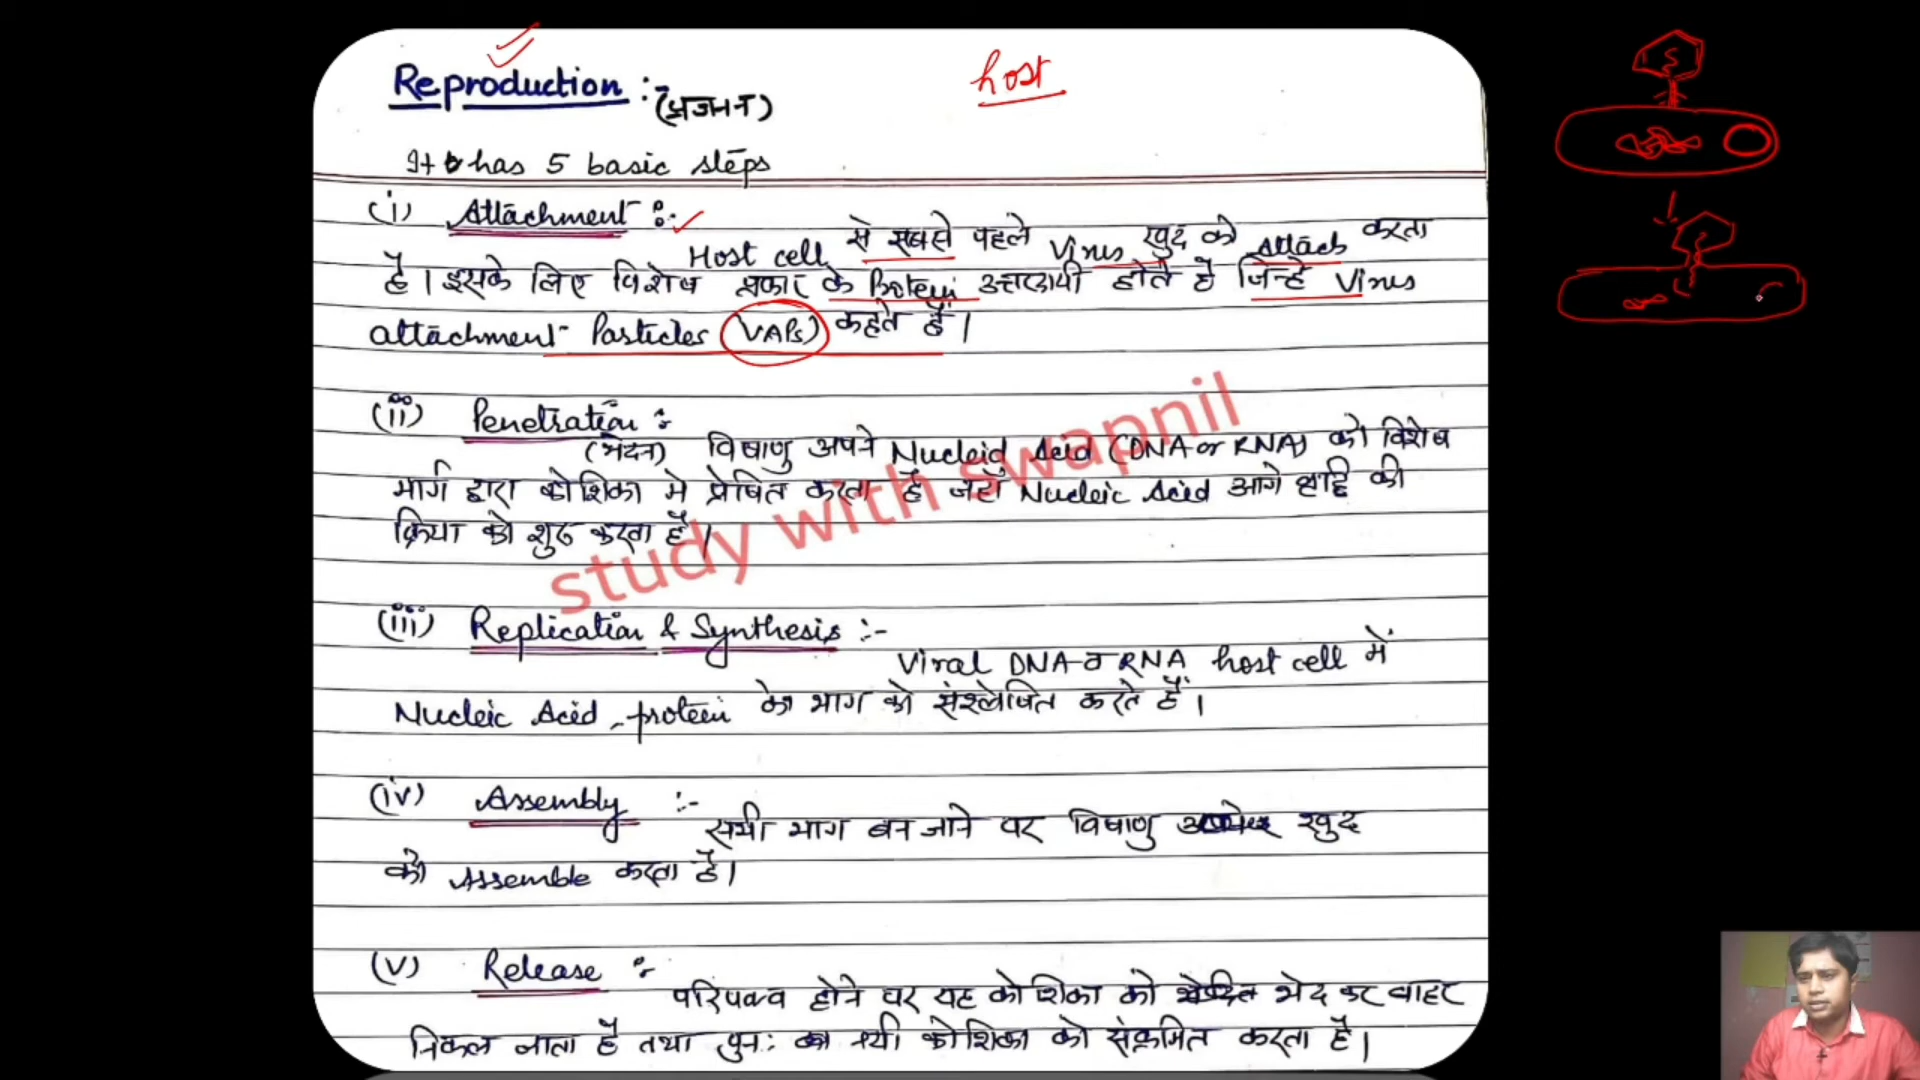 Reproduction :- (प्रजनन)
host
It has 5 basic steps
(i) Attachment :-
Host cell से सबसे पहले Virus खुद को attach करता
है। इसके लिए विशेष प्रकार के Protein उत्तरदायी होते है जिन्हे Virus
attachment Particles (VAPs) कहते हैं।
(ii) Penetration :-
(भेदन) विषाणु अपने Nucleid Acid (DNA or RNA) को विशेष
मार्ग द्वारा कोशिका मे प्रेषित करता है जहाँ Nucleic Acid आगे की
क्रिया को शुरु करता है।
study with swapnil
(iii) Replication & Synthesis :-
Viral DNA व RNA host cell में
Nucleic Acid, protein के भाग को संश्लेषित करते हैं।
(iv) Assembly :-
सभी भाग बन जाने पर विषाणु खुद
को Assemble करता है।
(v) Release :-
परिपक्व होने पर यह कोशिका को भेद कर बाहर
निकल जाता है तथा पुनः नयी कोशिका को संक्रमित करता है।